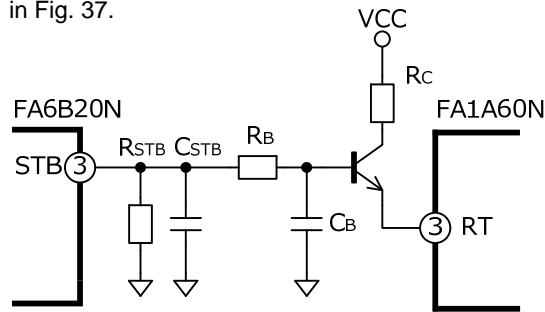 in Fig. 37.
VCC
RC
FA6B20N
FA1A60N
RSTB CSTB RB
STB 3
CB
3 RT